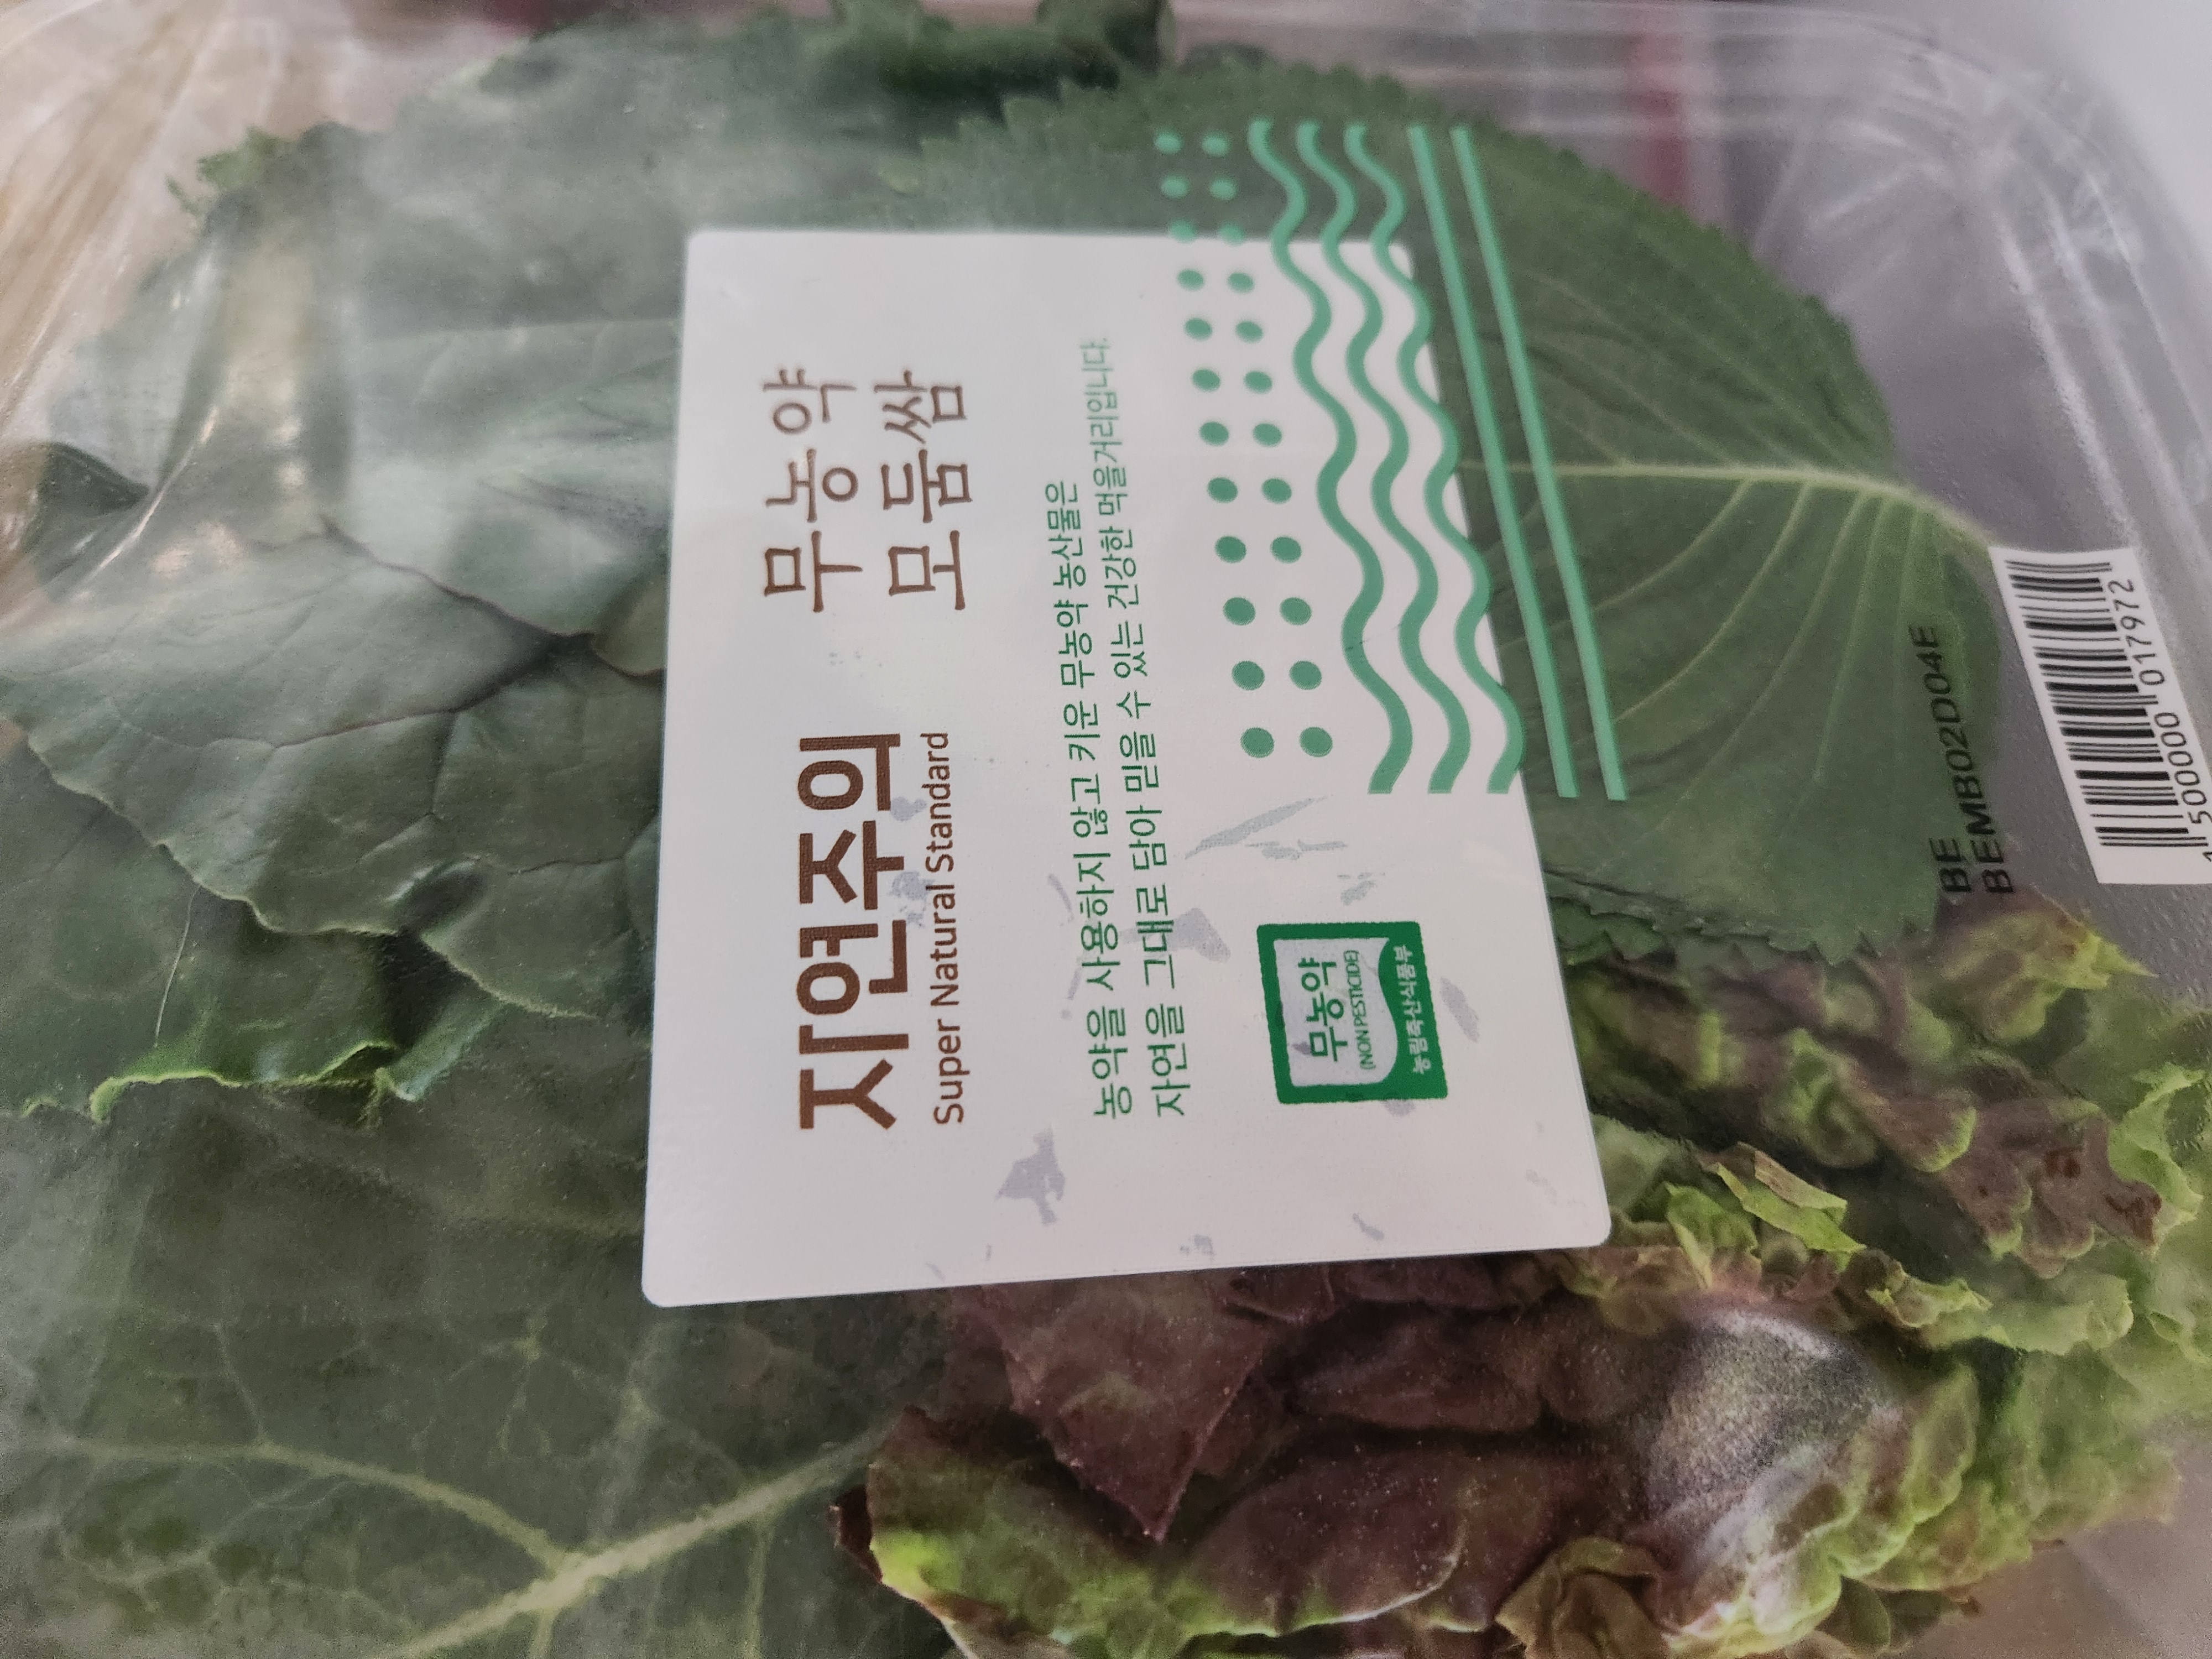 자연주의
Super Natural Standard
무농약
모둠쌈
농약을 사용하지 않고 키운 무농약 농산물은
자연을 그대로 담아 믿을 수 있는 건강한 먹을거리입니다.
무농약
(NON PESTICIDE)
농림축산식품부
BE
BEMB02D04E
1 500000 017972